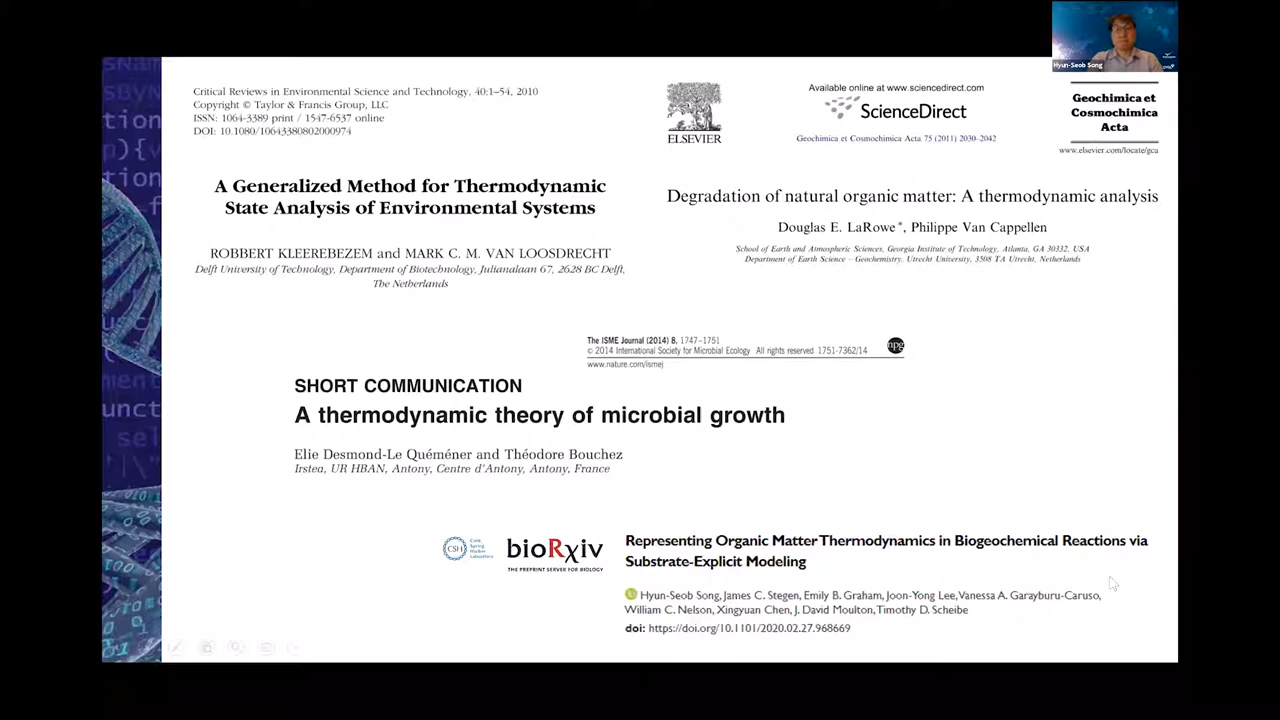 Hyun-Seob Song
Critical Reviews in Environmental Science and Technology, 40:1–54, 2010
Copyright © Taylor & Francis Group, LLC
ISSN: 1064-3389 print / 1547-6537 online
DOI: 10.1080/10643380802000974
A Generalized Method for Thermodynamic
State Analysis of Environmental Systems
ROBBERT KLEEREBEZEM and MARK C. M. VAN LOOSDRECHT
Delft University of Technology, Department of Biotechnology, Julianalaan 67, 2628 BC Delft,
The Netherlands
ELSEVIER
Available online at www.sciencedirect.com
ScienceDirect
Geochimica et Cosmochimica Acta 75 (2011) 2030–2042
Geochimica et
Cosmochimica
Acta
www.elsevier.com/locate/gca
Degradation of natural organic matter: A thermodynamic analysis
Douglas E. LaRowe *, Philippe Van Cappellen
School of Earth and Atmospheric Sciences, Georgia Institute of Technology, Atlanta, GA 30332, USA
Department of Earth Science – Geochemistry, Utrecht University, 3508 TA Utrecht, Netherlands
The ISME Journal (2014) 8, 1747–1751
© 2014 International Society for Microbial Ecology All rights reserved 1751-7362/14
www.nature.com/ismej
npg
SHORT COMMUNICATION
A thermodynamic theory of microbial growth
Elie Desmond-Le Quéméner and Théodore Bouchez
Irstea, UR HBAN, Antony, Centre d'Antony, Antony, France
CSH
Cold
Spring
Harbor
Laboratory
bioRxiv
THE PREPRINT SERVER FOR BIOLOGY
Representing Organic Matter Thermodynamics in Biogeochemical Reactions via
Substrate-Explicit Modeling
Hyun-Seob Song, James C. Stegen, Emily B. Graham, Joon-Yong Lee, Vanessa A. Garayburu-Caruso,
William C. Nelson, Xingyuan Chen, J. David Moulton, Timothy D. Scheibe
doi: https://doi.org/10.1101/2020.02.27.968669